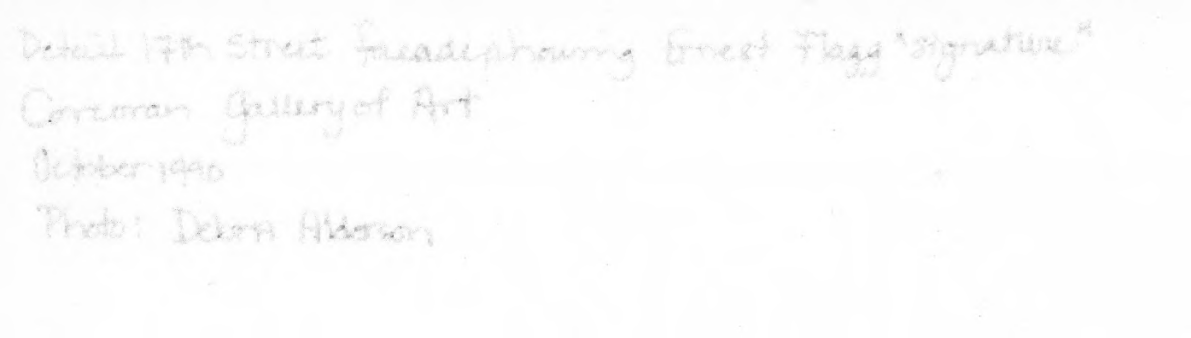 Detail 17th Street facade showing Ernest Flagg "signature"
Corcoran Gallery of Art
October 1990
Photo: Debora Alderson